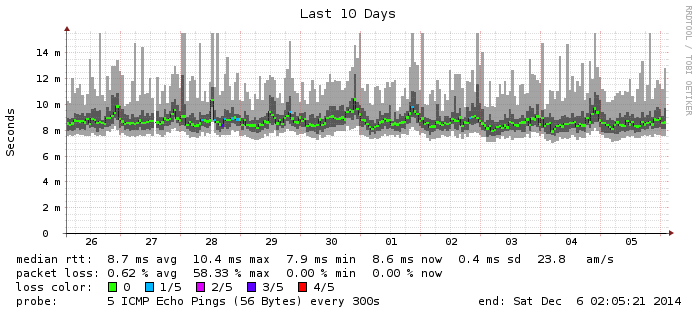 Last 10 Days
RRDTOOL / TOBI OETIKER
Seconds
14 m
12 m
10 m
8 m
6 m
4 m
2 m
0
26 27 28 29 30 01 02 03 04 05
median rtt: 8.7 ms avg 10.4 ms max 7.9 ms min 8.6 ms now 0.4 ms sd 23.8 am/s
packet loss: 0.62 % avg 58.33 % max 0.00 % min 0.00 % now
loss color: 0 1/5 2/5 3/5 4/5
probe: 5 ICMP Echo Pings (56 Bytes) every 300s end: Sat Dec 6 02:05:21 2014